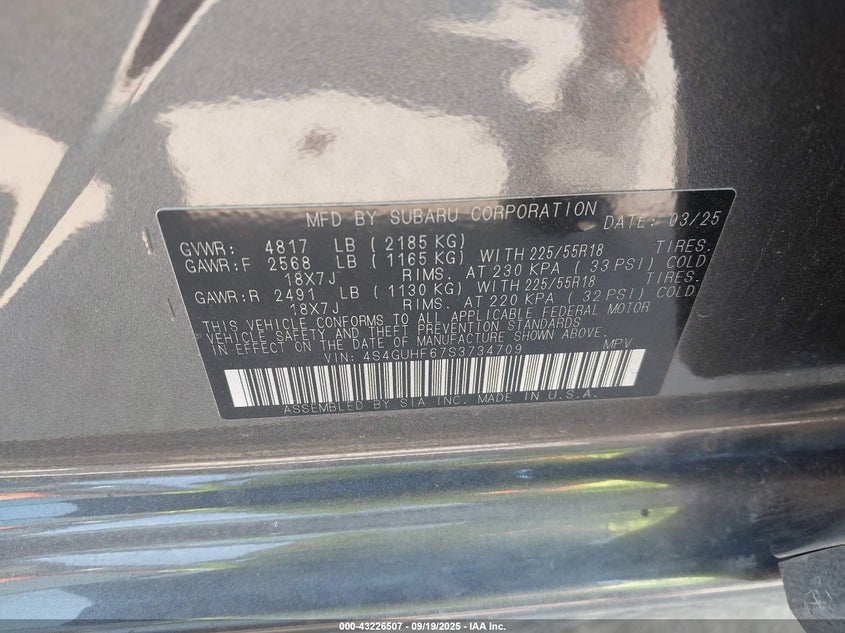 MFD BY SUBARU CORPORATION DATE: 03/25
GVWR: 4817 LB (2185 KG)
GAWR:F 2568 LB (1165 KG) WITH 225/55R18 TIRES.
18X7J RIMS. AT 230 KPA (33 PSI) COLD
GAWR:R 2491 LB (1130 KG) WITH 225/55R18 TIRES.
18X7J RIMS. AT 220 KPA (32 PSI) COLD
THIS VEHICLE CONFORMS TO ALL APPLICABLE FEDERAL MOTOR
VEHICLE SAFETY AND THEFT PREVENTION STANDARDS
IN EFFECT ON THE DATE OF MANUFACTURE SHOWN ABOVE.
VIN: 4S4GUHF67S3734709 MPV
ASSEMBLED BY SIA INC. MADE IN U.S.A.
000-43226507 - 09/19/2025 - IAA Inc.